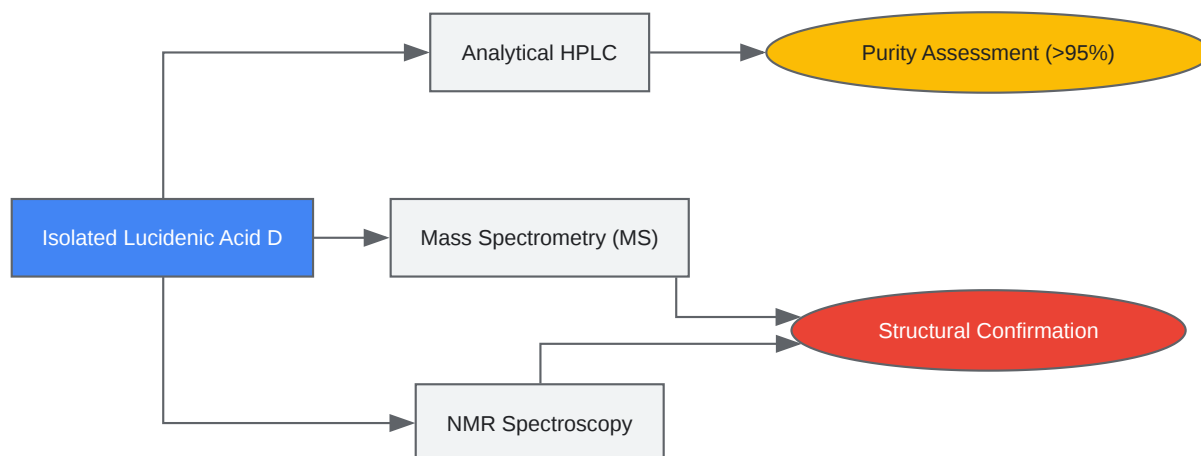 Analytical HPLC
Purity Assessment (>95%)
Isolated Lucidenic Acid D
Mass Spectrometry (MS)
Structural Confirmation
NMR Spectroscopy